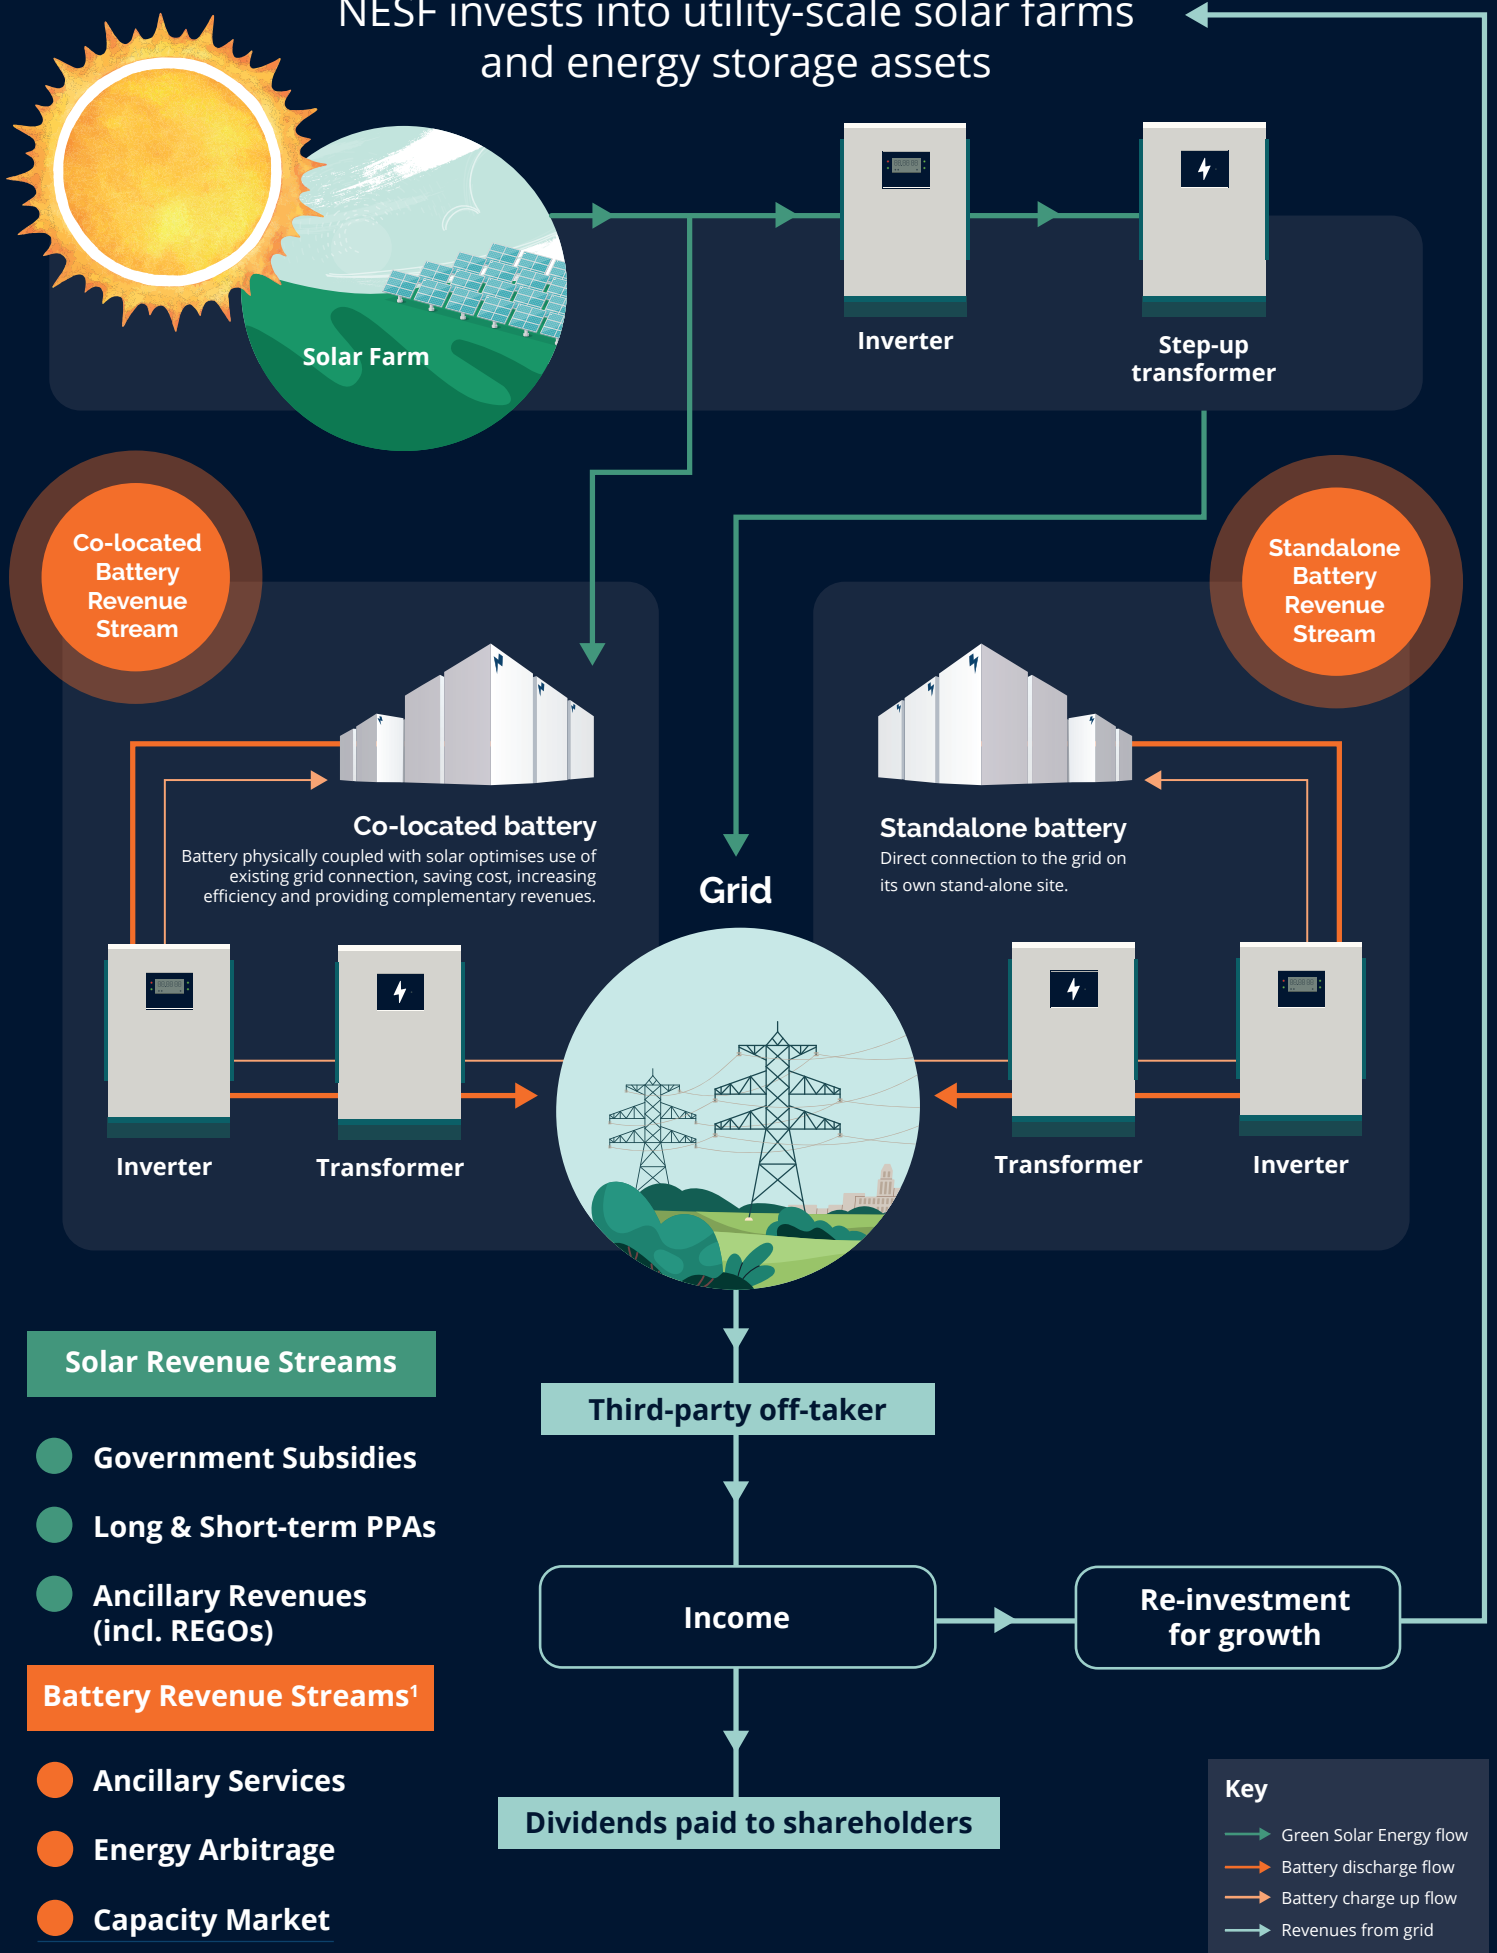 NESF invests into utility-scale solar farms
and energy storage assets
Solar Farm
Inverter
Step-up
transformer
Co-located
Battery
Revenue
Stream
Standalone
Battery
Revenue
Stream
Co-located battery
Battery physically coupled with solar optimises use of
existing grid connection, saving cost, increasing
efficiency and providing complementary revenues.
Standalone battery
Direct connection to the grid on
its own stand-alone site.
Grid
Inverter
Transformer
Transformer
Inverter
Solar Revenue Streams
Government Subsidies
Long & Short-term PPAs
Ancillary Revenues
(incl. REGOs)
Battery Revenue Streams¹
Ancillary Services
Energy Arbitrage
Capacity Market
Third-party off-taker
Income
Re-investment
for growth
Dividends paid to shareholders
Key
Green Solar Energy flow
Battery discharge flow
Battery charge up flow
Revenues from grid